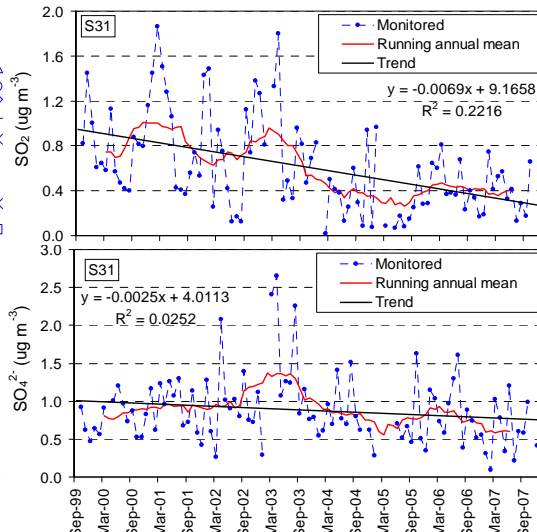 2.0
1.6
1.2
0.8
0.4
0.0
SO₂ (ug m⁻³)
S31
Monitored
Running annual mean
Trend
y = -0.0069x + 9.1658
R² = 0.2216
3.0
2.5
2.0
1.5
1.0
0.5
0.0
SO₄²⁻ (ug m⁻³)
S31
Monitored
Running annual mean
Trend
y = -0.0025x + 4.0113
R² = 0.0252
Sep-99
Mar-00
Sep-00
Mar-01
Sep-01
Mar-02
Sep-02
Mar-03
Sep-03
Mar-04
Sep-04
Mar-05
Sep-05
Mar-06
Sep-06
Mar-07
Sep-07